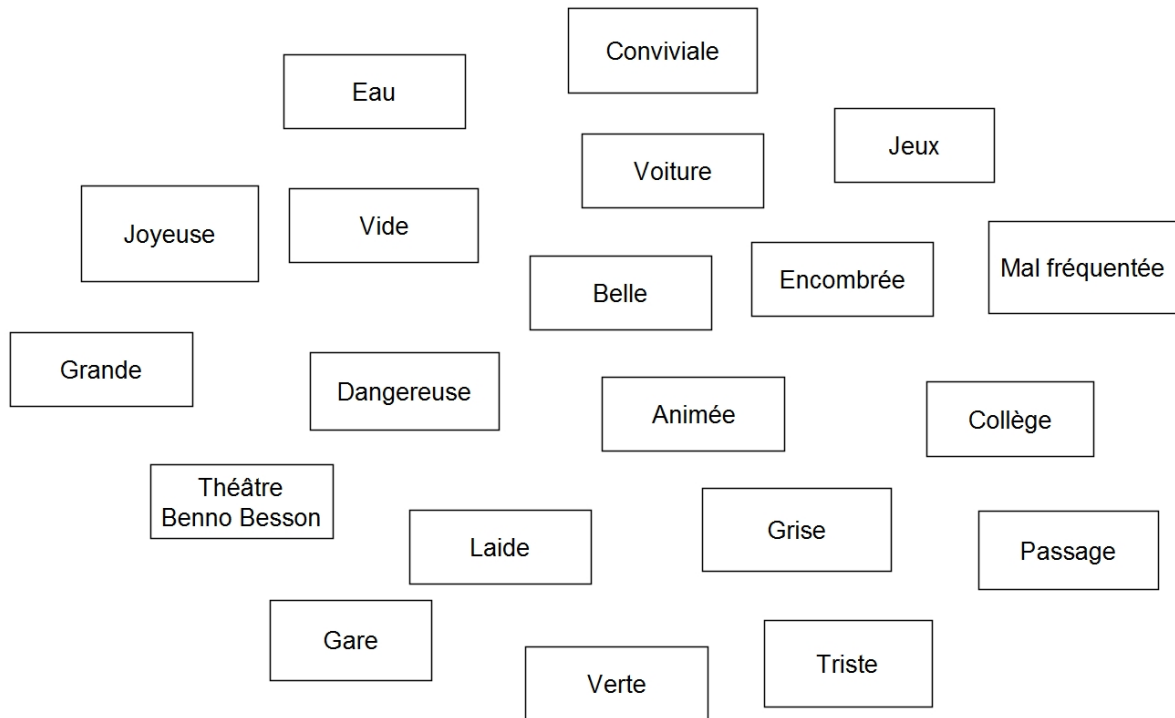 Conviviale
Eau
Jeux
Voiture
Joyeuse
Vide
Mal fréquentée
Encombrée
Belle
Grande
Dangereuse
Animée
Collège
Théâtre
Benno Besson
Grise
Laide
Passage
Gare
Triste
Verte